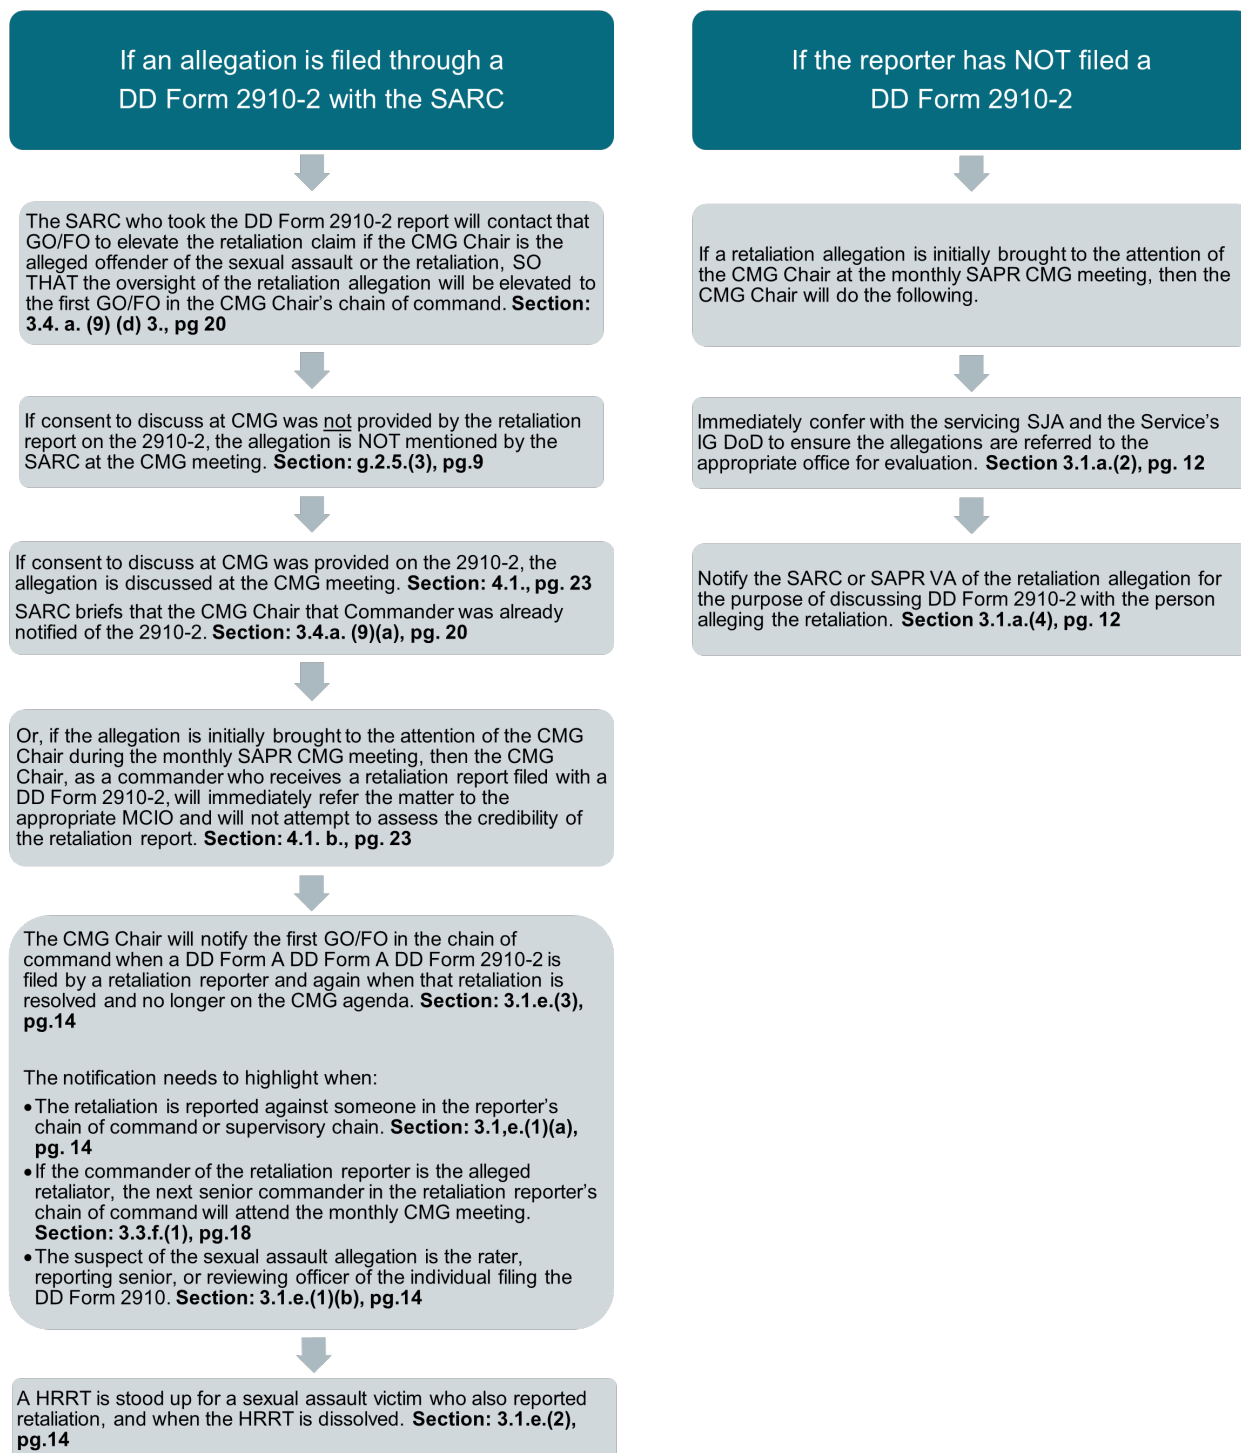 If an allegation is filed through a
DD Form 2910-2 with the SARC
The SARC who took the DD Form 2910-2 report will contact that
GO/FO to elevate the retaliation claim if the CMG Chair is the
alleged offender of the sexual assault or the retaliation, SO
THAT the oversight of the retaliation allegation will be elevated to
the first GO/FO in the CMG Chair's chain of command. Section:
3.4. a. (9) (d) 3., pg 20
If consent to discuss at CMG was not provided by the retaliation
report on the 2910-2, the allegation is NOT mentioned by the
SARC at the CMG meeting. Section: g.2.5.(3), pg.9
If consent to discuss at CMG was provided on the 2910-2, the
allegation is discussed at the CMG meeting. Section: 4.1., pg. 23
SARC briefs that the CMG Chair that Commander was already
notified of the 2910-2. Section: 3.4.a. (9)(a), pg. 20
Or, if the allegation is initially brought to the attention of the CMG
Chair during the monthly SAPR CMG meeting, then the CMG
Chair, as a commander who receives a retaliation report filed with a
DD Form 2910-2, will immediately refer the matter to the
appropriate MCIO and will not attempt to assess the credibility of
the retaliation report. Section: 4.1. b., pg. 23
The CMG Chair will notify the first GO/FO in the chain of
command when a DD Form A DD Form A DD Form 2910-2 is
filed by a retaliation reporter and again when that retaliation is
resolved and no longer on the CMG agenda. Section: 3.1.e.(3),
pg.14
The notification needs to highlight when:
• The retaliation is reported against someone in the reporter's
chain of command or supervisory chain. Section: 3.1,e.(1)(a),
pg. 14
• If the commander of the retaliation reporter is the alleged
retaliator, the next senior commander in the retaliation reporter's
chain of command will attend the monthly CMG meeting.
Section: 3.3.f.(1), pg.18
• The suspect of the sexual assault allegation is the rater,
reporting senior, or reviewing officer of the individual filing the
DD Form 2910. Section: 3.1.e.(1)(b), pg.14
A HRRT is stood up for a sexual assault victim who also reported
retaliation, and when the HRRT is dissolved. Section: 3.1.e.(2),
pg.14
If the reporter has NOT filed a
DD Form 2910-2
If a retaliation allegation is initially brought to the attention of
the CMG Chair at the monthly SAPR CMG meeting, then the
CMG Chair will do the following.
Immediately confer with the servicing SJA and the Service's
IG DoD to ensure the allegations are referred to the
appropriate office for evaluation. Section 3.1.a.(2), pg. 12
Notify the SARC or SAPR VA of the retaliation allegation for
the purpose of discussing DD Form 2910-2 with the person
alleging the retaliation. Section 3.1.a.(4), pg. 12